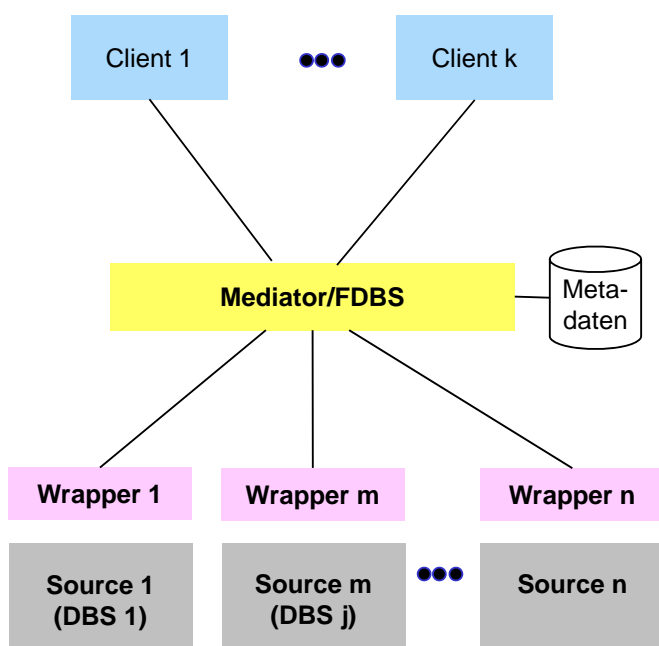 Client 1
Client k
Mediator/FDBS
Meta-
daten
Wrapper 1
Wrapper m
Wrapper n
Source 1
(DBS 1)
Source m
(DBS j)
Source n